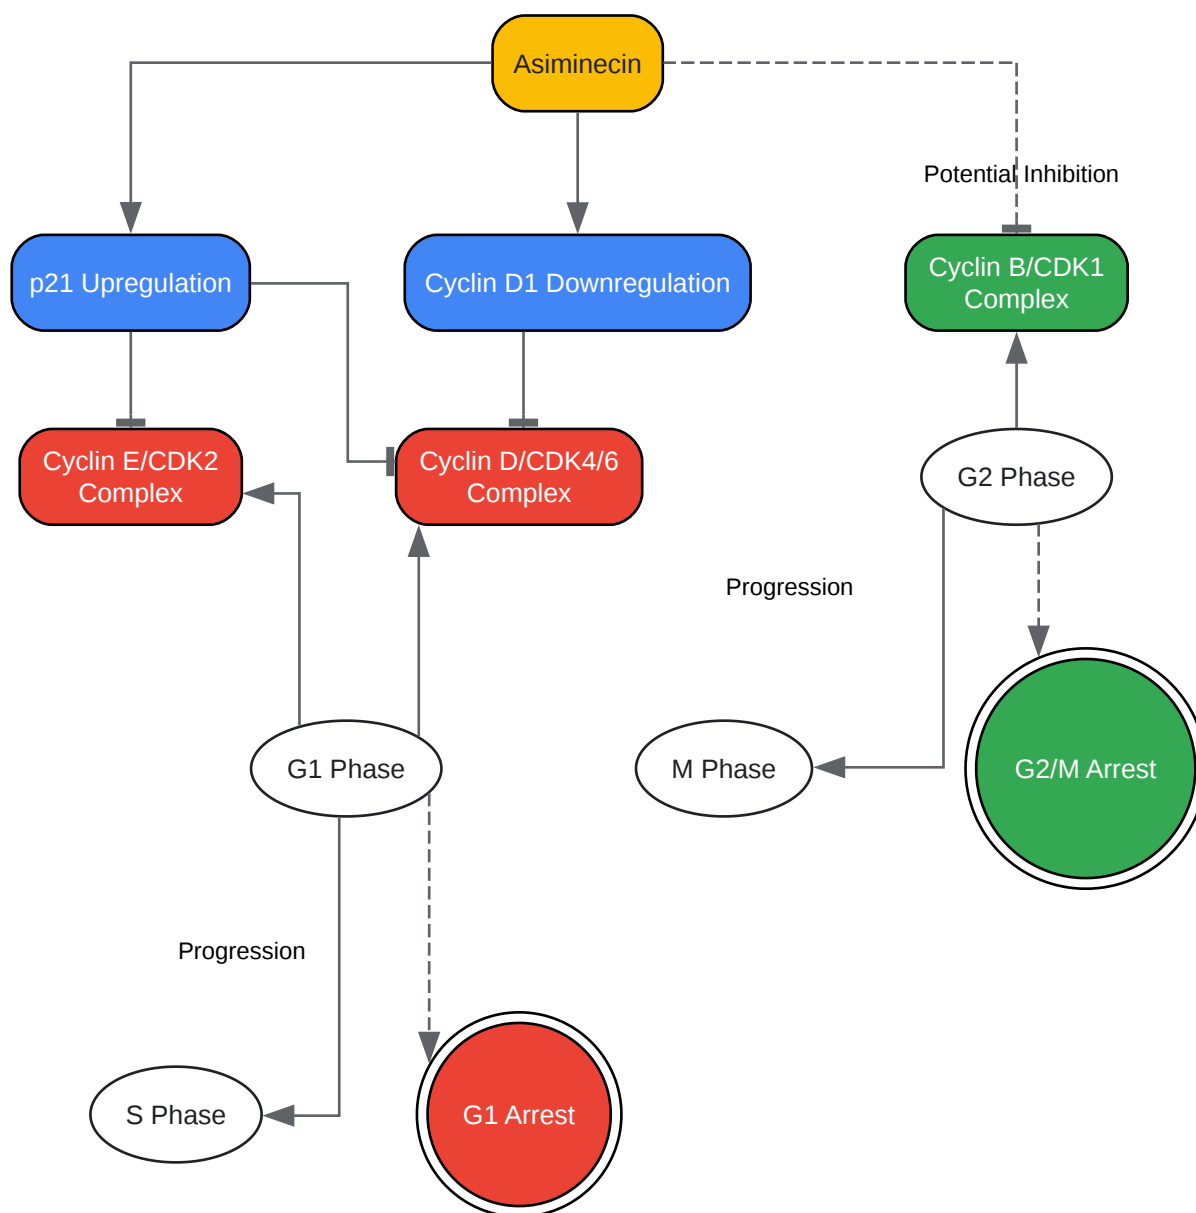 Asiminecin
Potential Inhibition
p21 Upregulation
Cyclin D1 Downregulation
Cyclin B/CDK1
Complex
Cyclin E/CDK2
Complex
Cyclin D/CDK4/6
Complex
G2 Phase
Progression
G1 Phase
M Phase
G2/M Arrest
Progression
S Phase
G1 Arrest